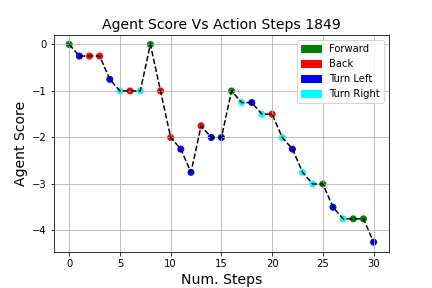 Agent Score Vs Action Steps 1849
Agent Score
0
−1
−2
−3
−4
Forward
Back
Turn Left
Turn Right
0 5 10 15 20 25 30
Num. Steps